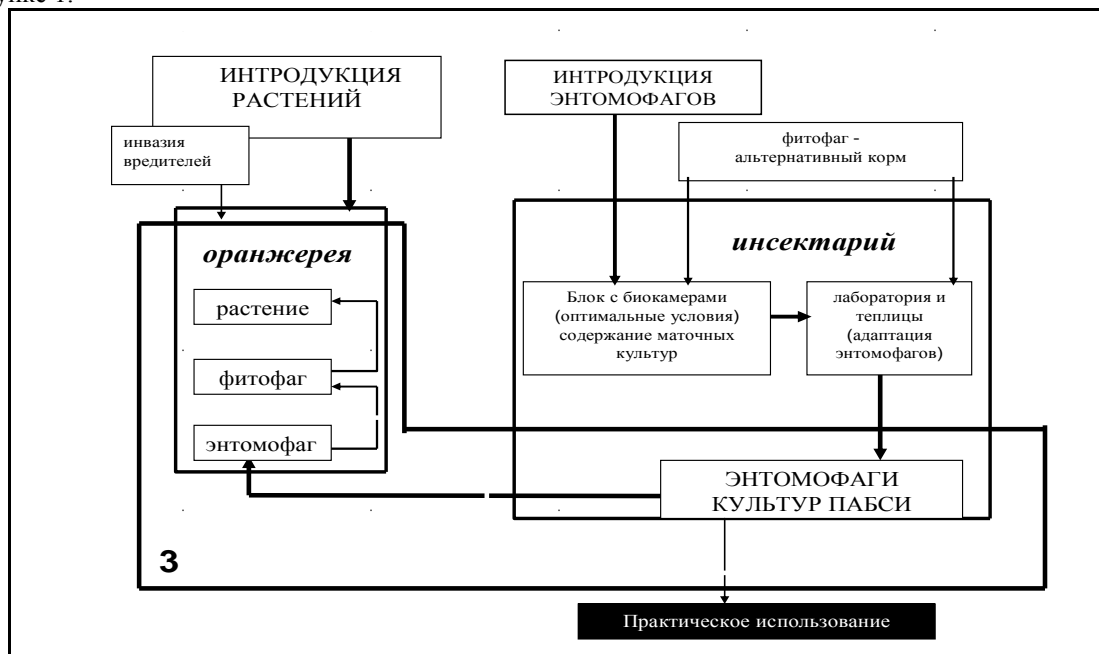 ИНТРОДУКЦИЯ
РАСТЕНИЙ
инвазия
вредителей
ИНТРОДУКЦИЯ
ЭНТОМОФАГОВ
фитофаг -
альтернативный корм
оранжерея
растение
фитофаг
энтомофаг
инсектарий
Блок с биокамерами
(оптимальные условия)
содержание маточных
культур
лаборатория и
теплицы
(адаптация
энтомофагов)
ЭНТОМОФАГИ
КУЛЬТУР ПАБСИ
3
Практическое использование